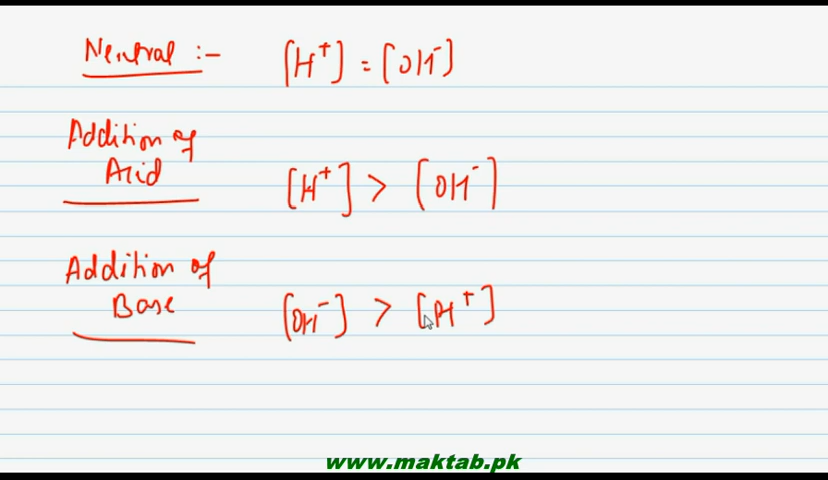 Neutral :- [H⁺] = [OH⁻]
Addition of
Acid [H⁺] > [OH⁻]
Addition of
Base [OH⁻] > [H⁺]
www.maktab.pk